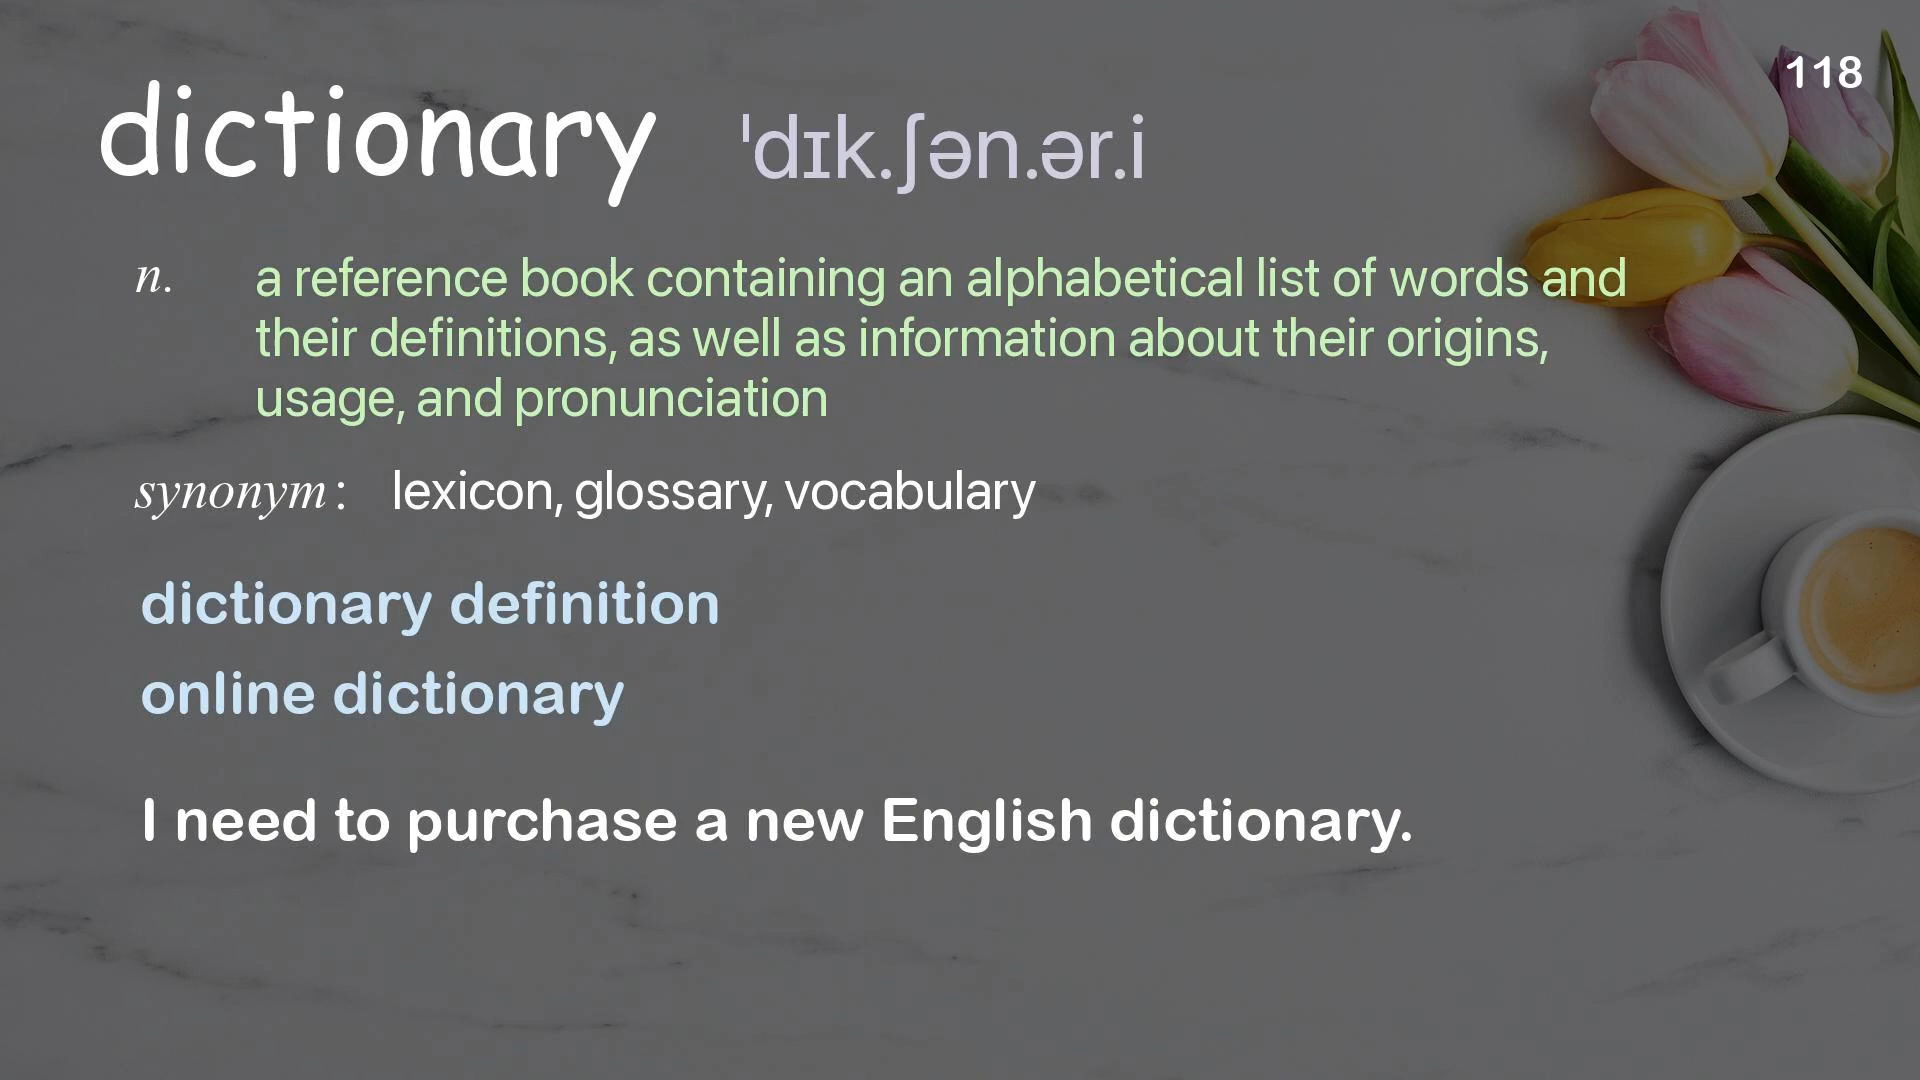 118
dictionary ˈdɪk.ʃən.ər.i
n. a reference book containing an alphabetical list of words and
their definitions, as well as information about their origins,
usage, and pronunciation
synonym: lexicon, glossary, vocabulary
dictionary definition
online dictionary
I need to purchase a new English dictionary.